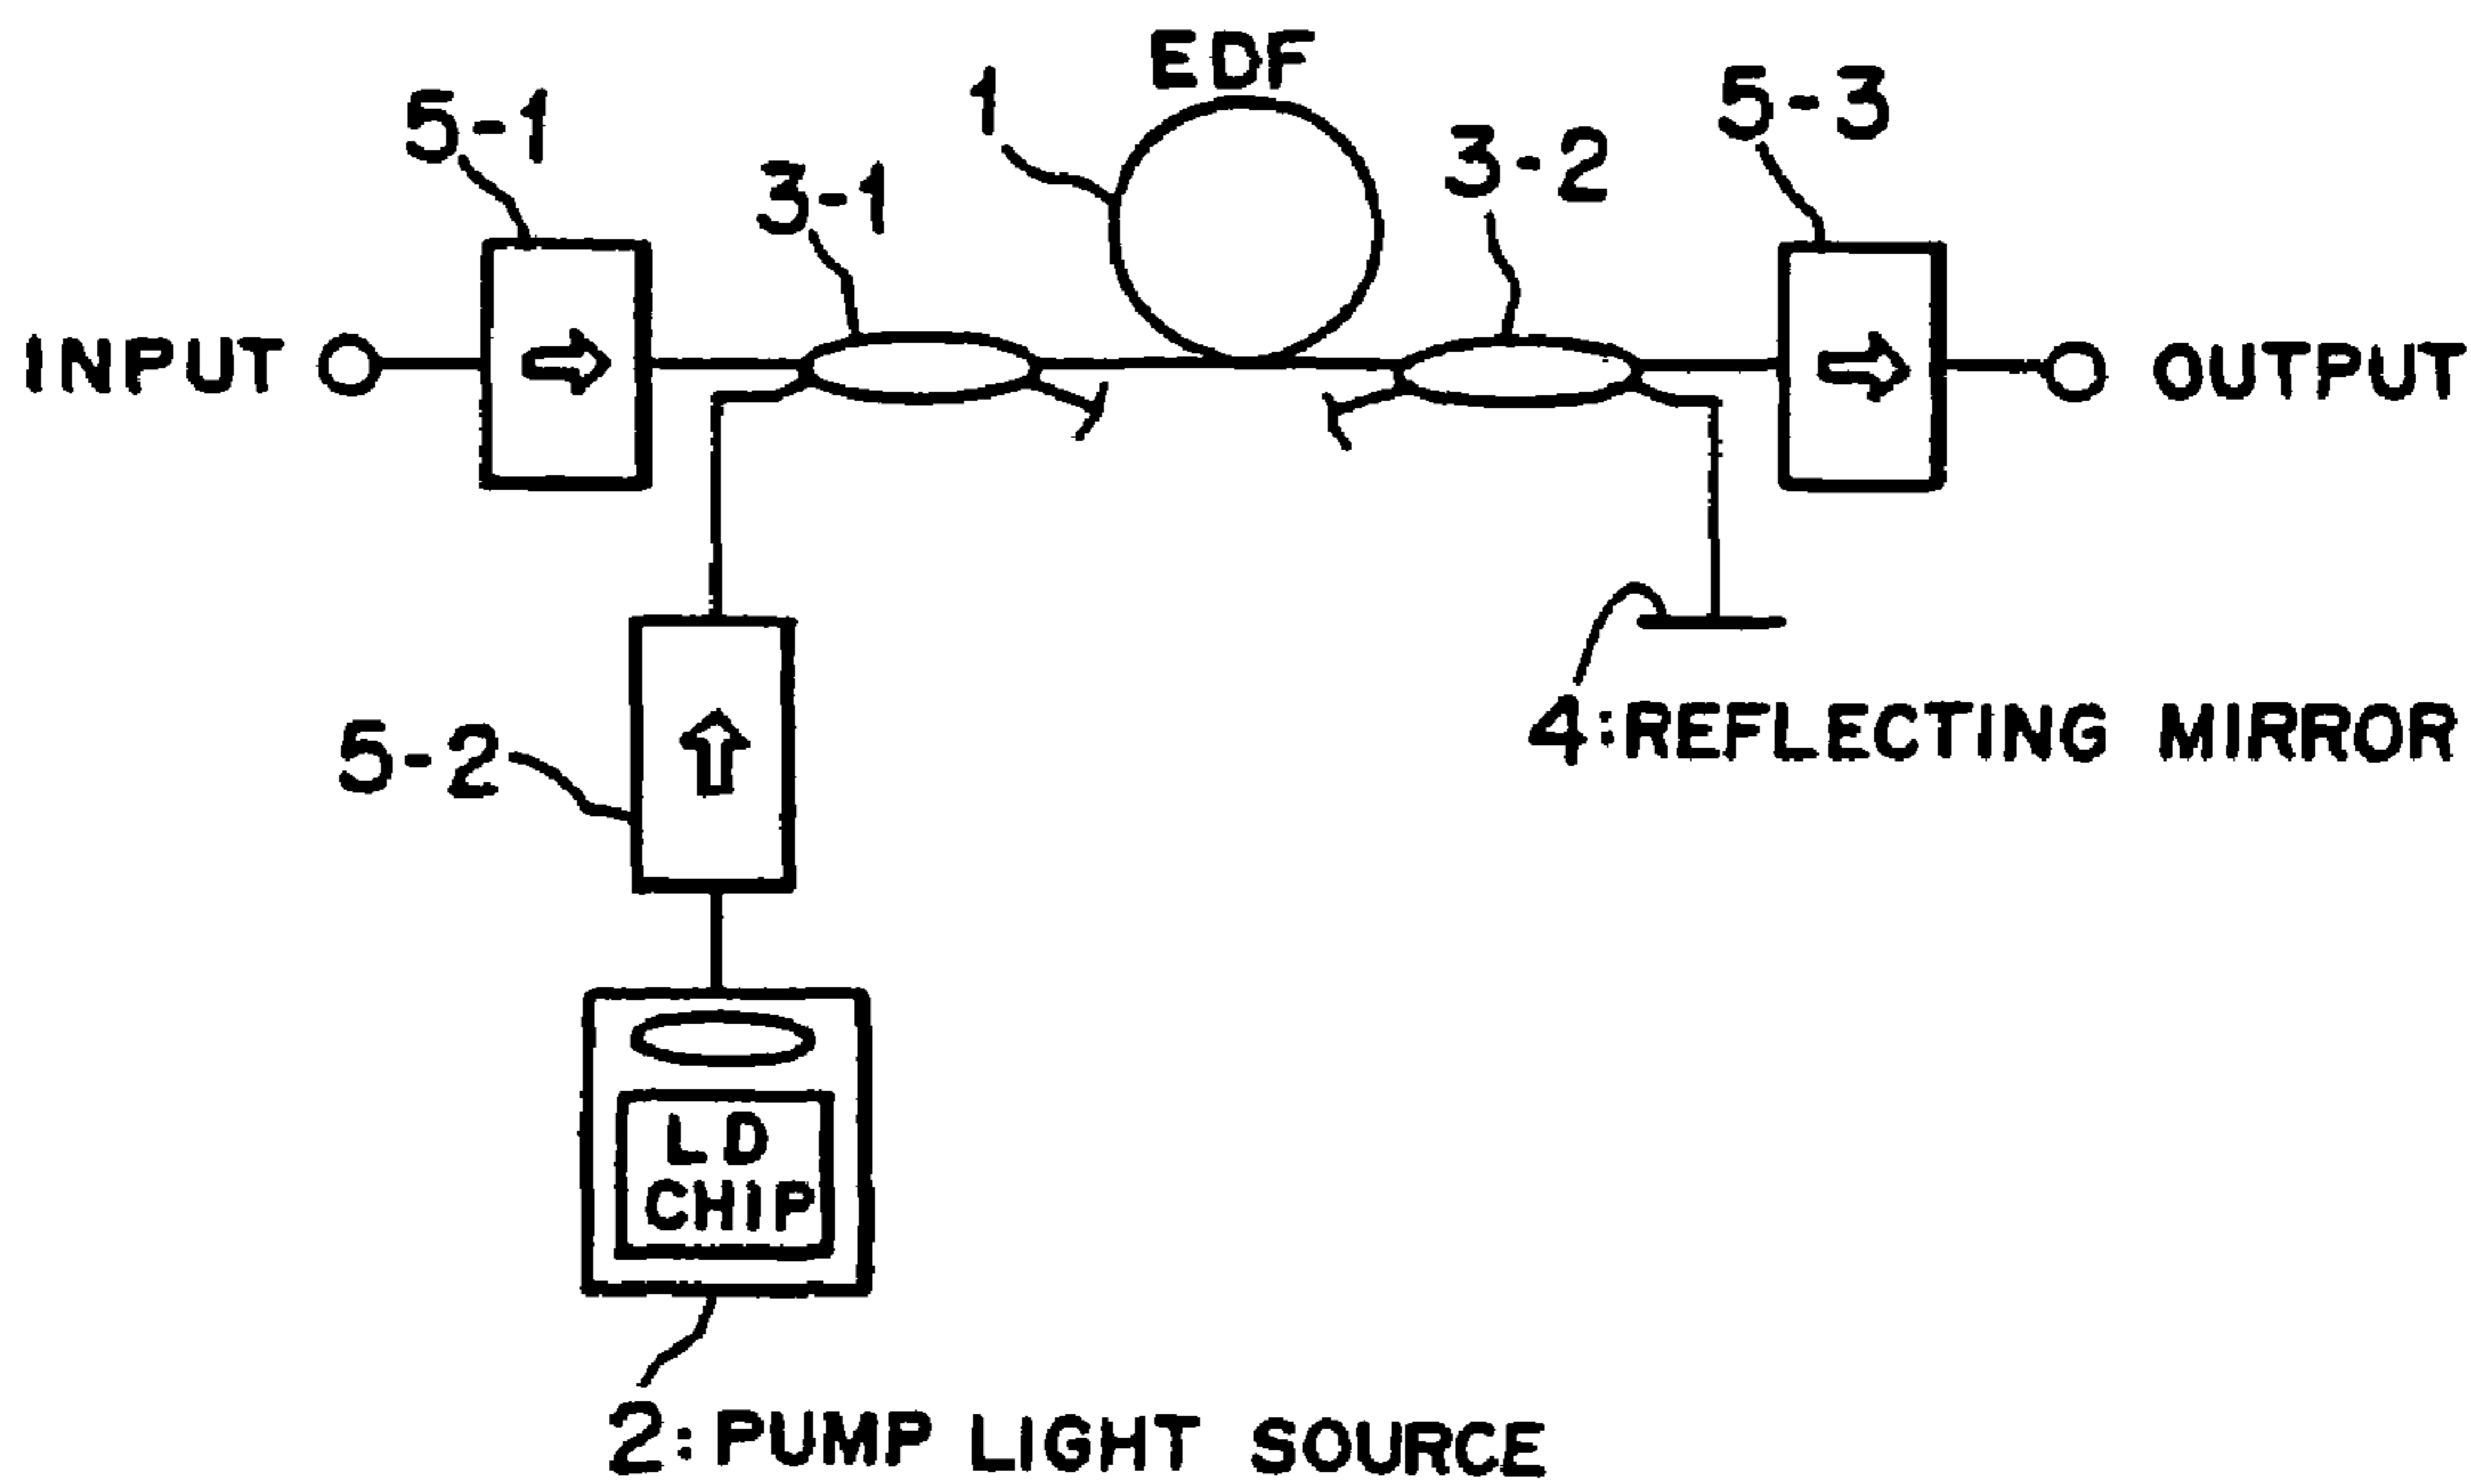 EDF
1
5-1
5-3
3-1
3-2
INPUT
OUTPUT
5-2
4:REFLECTING MIRROR
LD
CHIP
2:PUMP LIGHT SOURCE